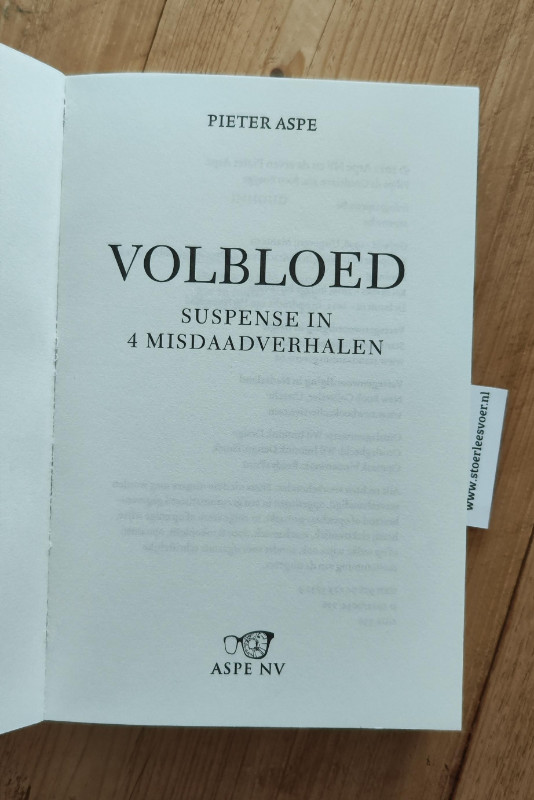 PIETER ASPE
VOLBLOED
SUSPENSE IN
4 MISDAADVERHALEN
www.stoerleesvoer.nl
ASPE NV